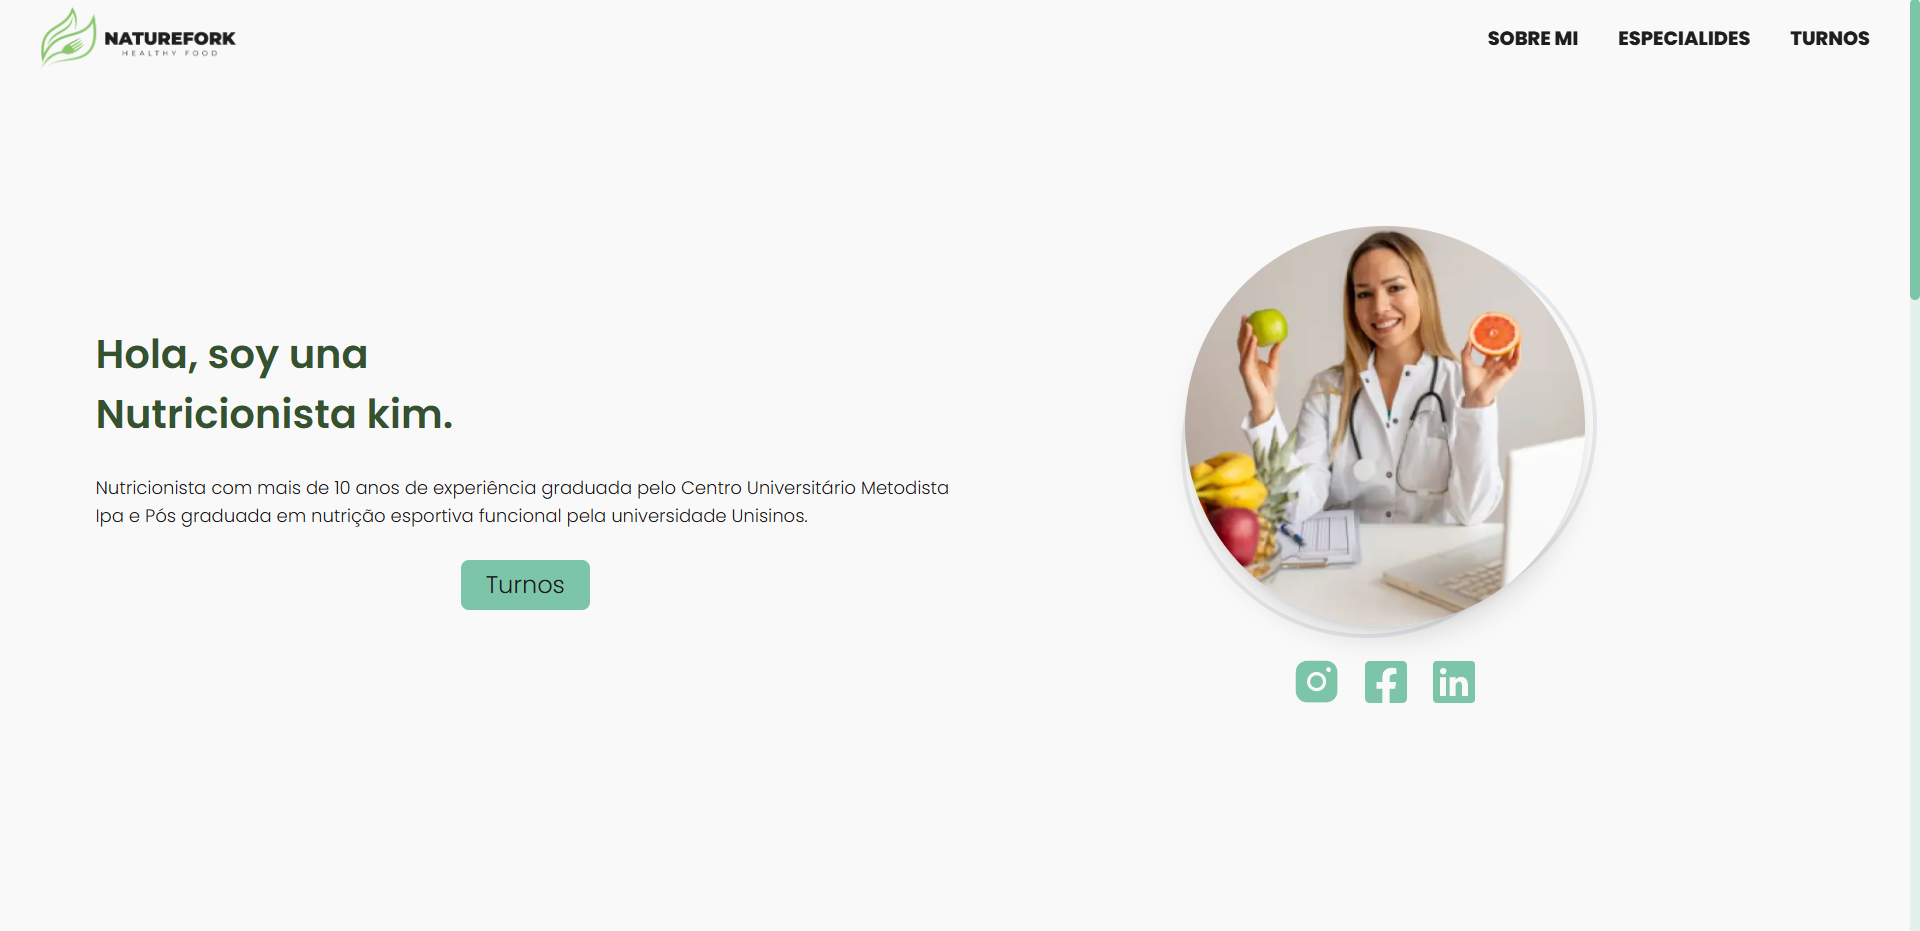 NATUREFORK
HEALTHY FOOD
SOBRE MI
ESPECIALIDES
TURNOS
Hola, soy una
Nutricionista kim.
Nutricionista com mais de 10 anos de experiência graduada pelo Centro Universitário Metodista
Ipa e Pós graduada em nutrição esportiva funcional pela universidade Unisinos.
Turnos
in